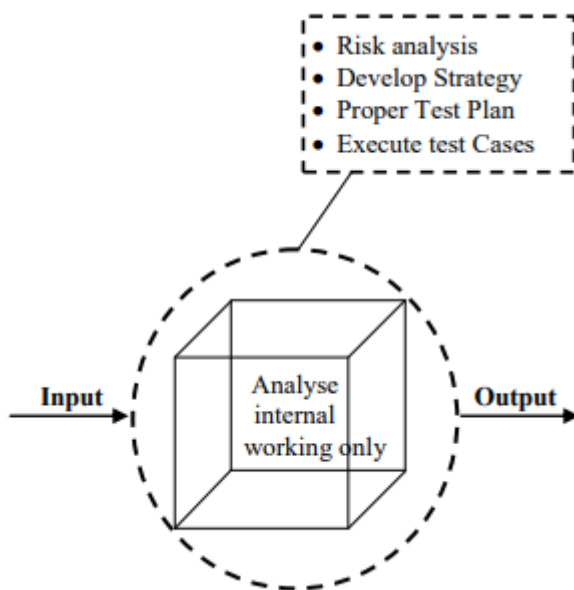 • Risk analysis
• Develop Strategy
• Proper Test Plan
• Execute test Cases
Input
Analyse
internal
working only
Output